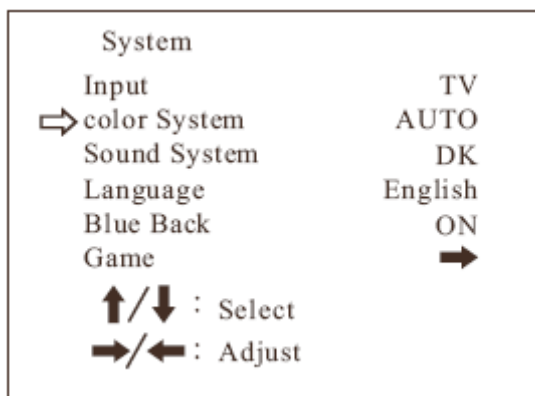 System
Input TV
color System AUTO
Sound System DK
Language English
Blue Back ON
Game
: Select
: Adjust